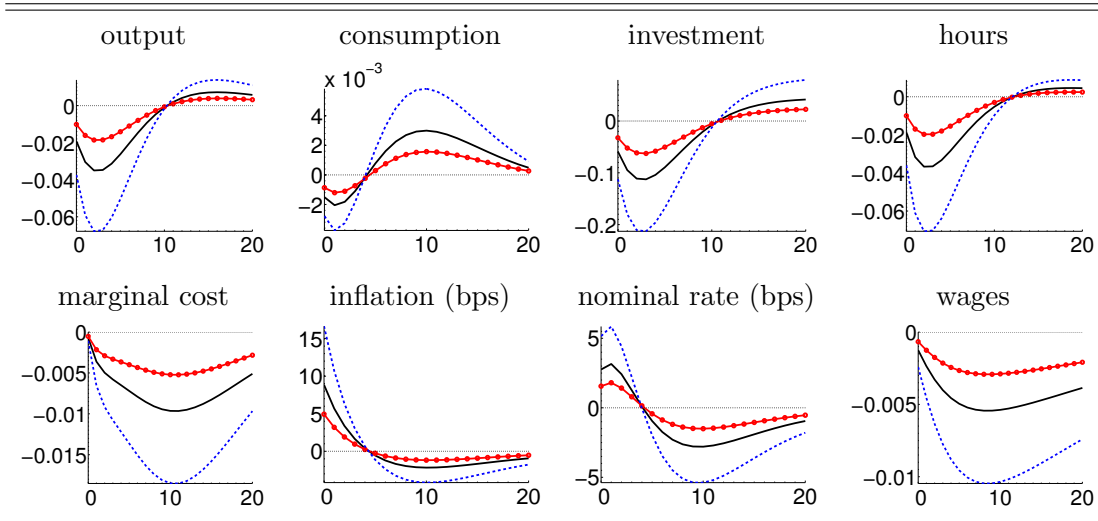 output
consumption
investment
hours
x 10⁻³
0
−0.02
−0.04
−0.06
0 10 20
4
2
0
−2
0 10 20
0
−0.1
−0.2
0 10 20
0
−0.02
−0.04
−0.06
0 10 20
marginal cost
inflation (bps)
nominal rate (bps)
wages
0
−0.005
−0.01
−0.015
0 10 20
15
10
5
0
0 10 20
5
0
−5
0 10 20
0
−0.005
−0.01
0 10 20